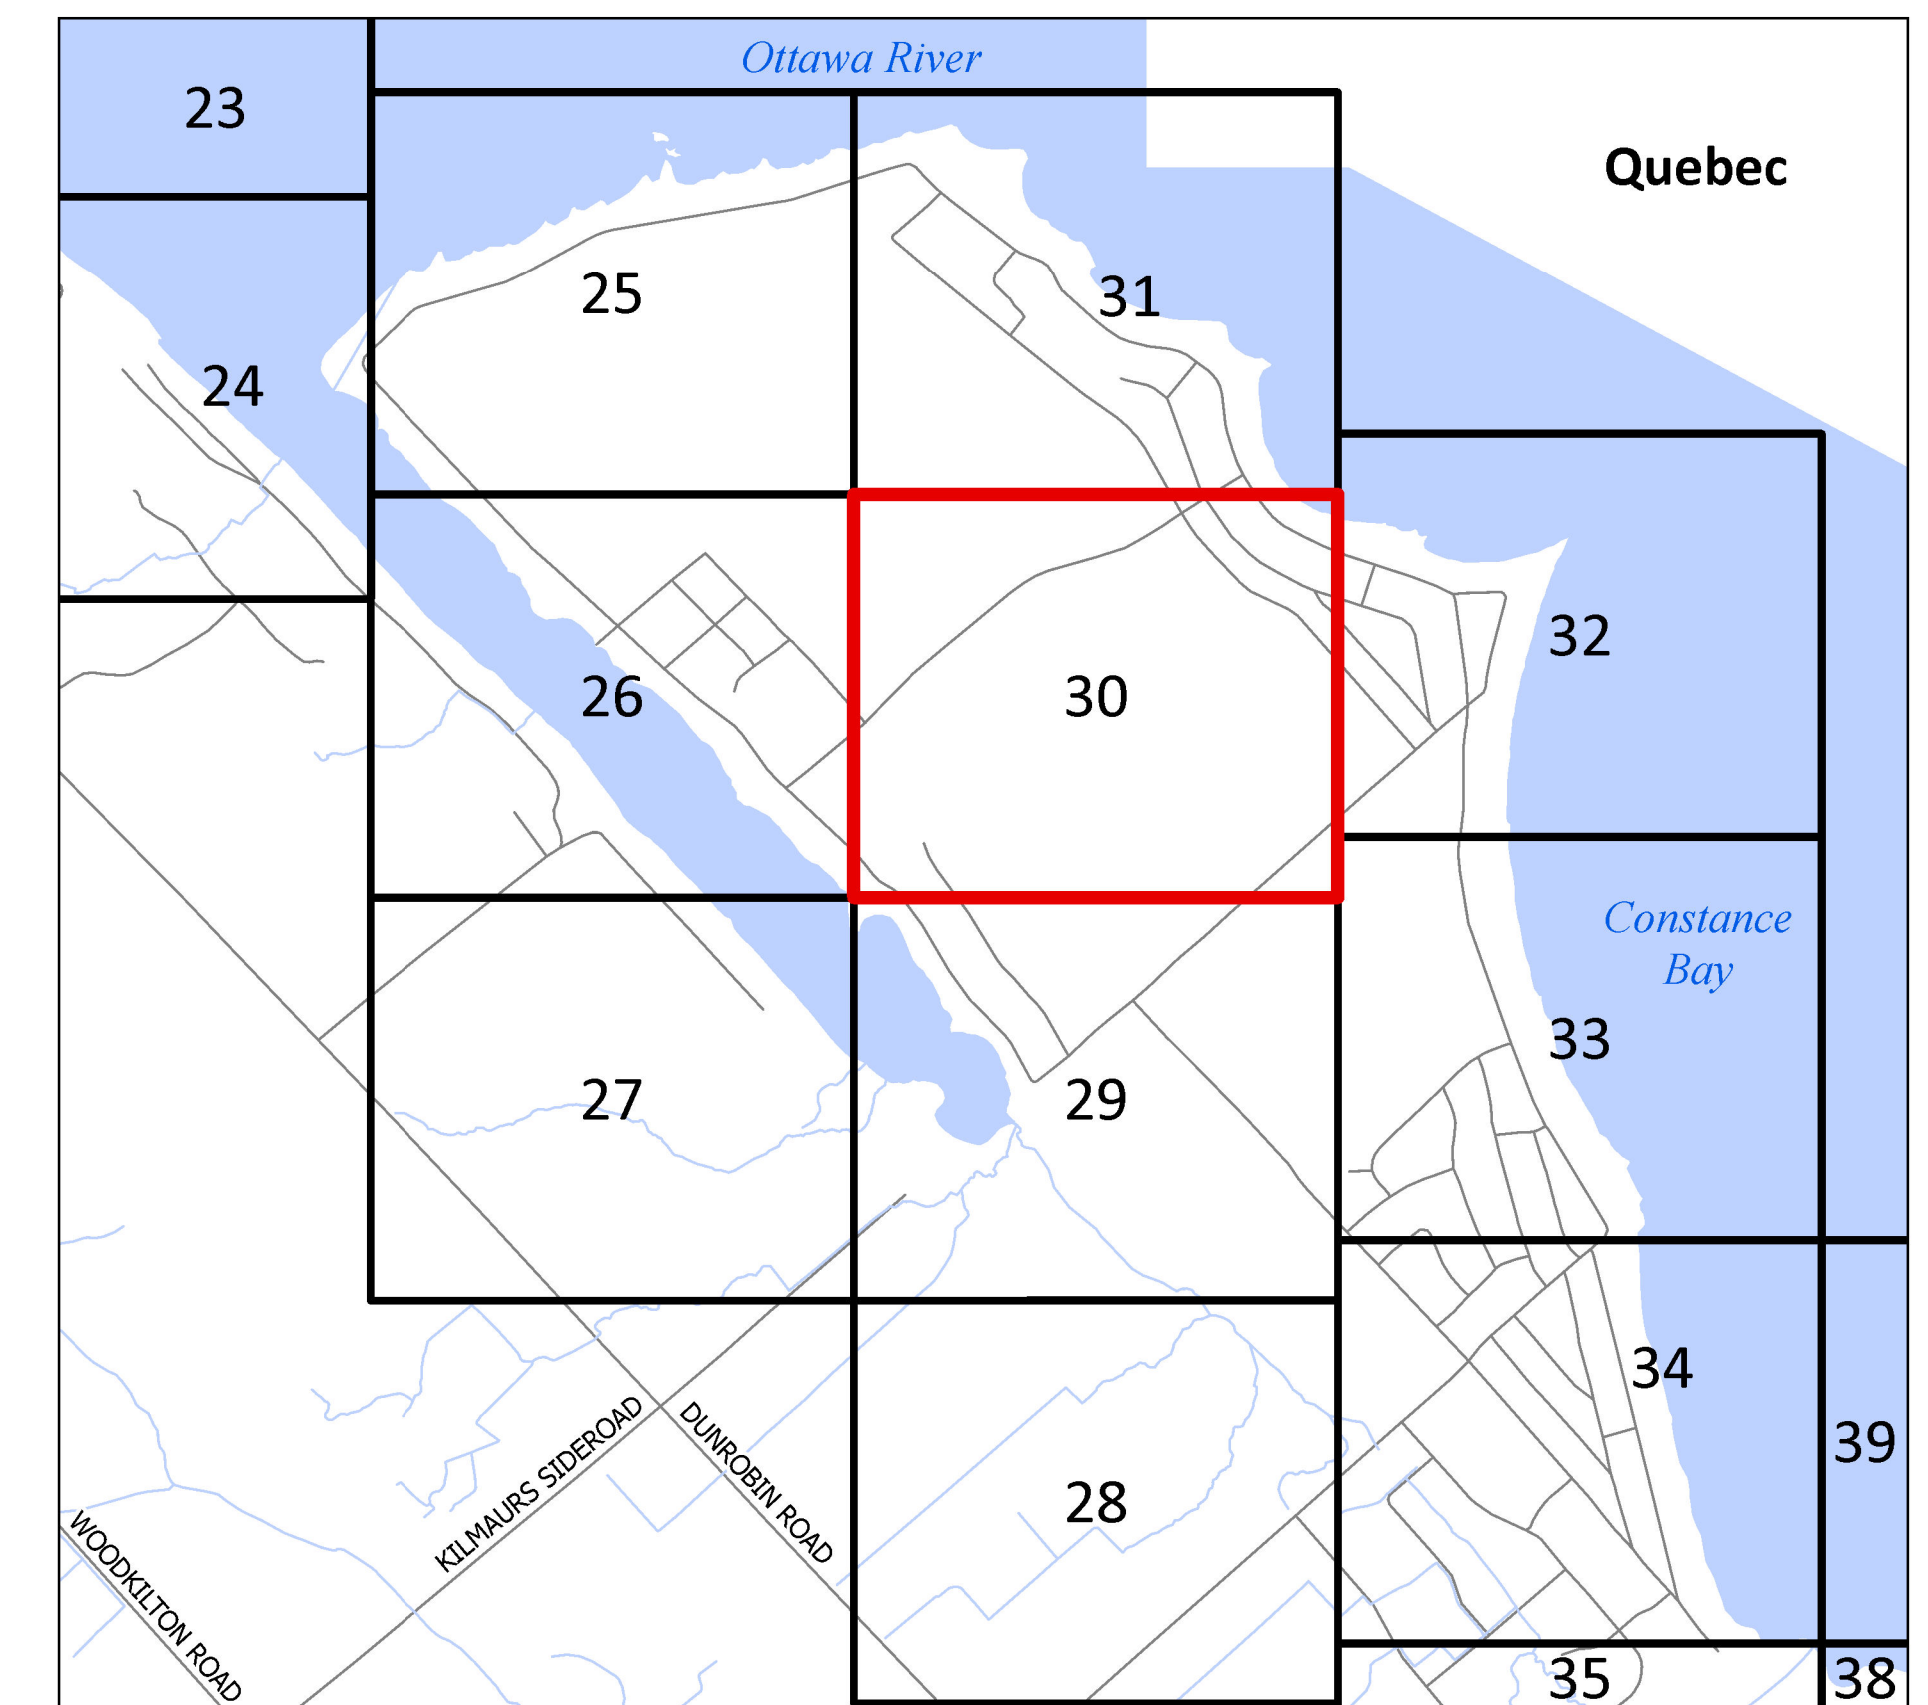 Ottawa River
23
Quebec
25
31
24
32
26
30
Constance
Bay
33
27
29
34
39
KILMAURS SIDEROAD
DUNROBIN ROAD
28
WOODKILTON ROAD
35
38